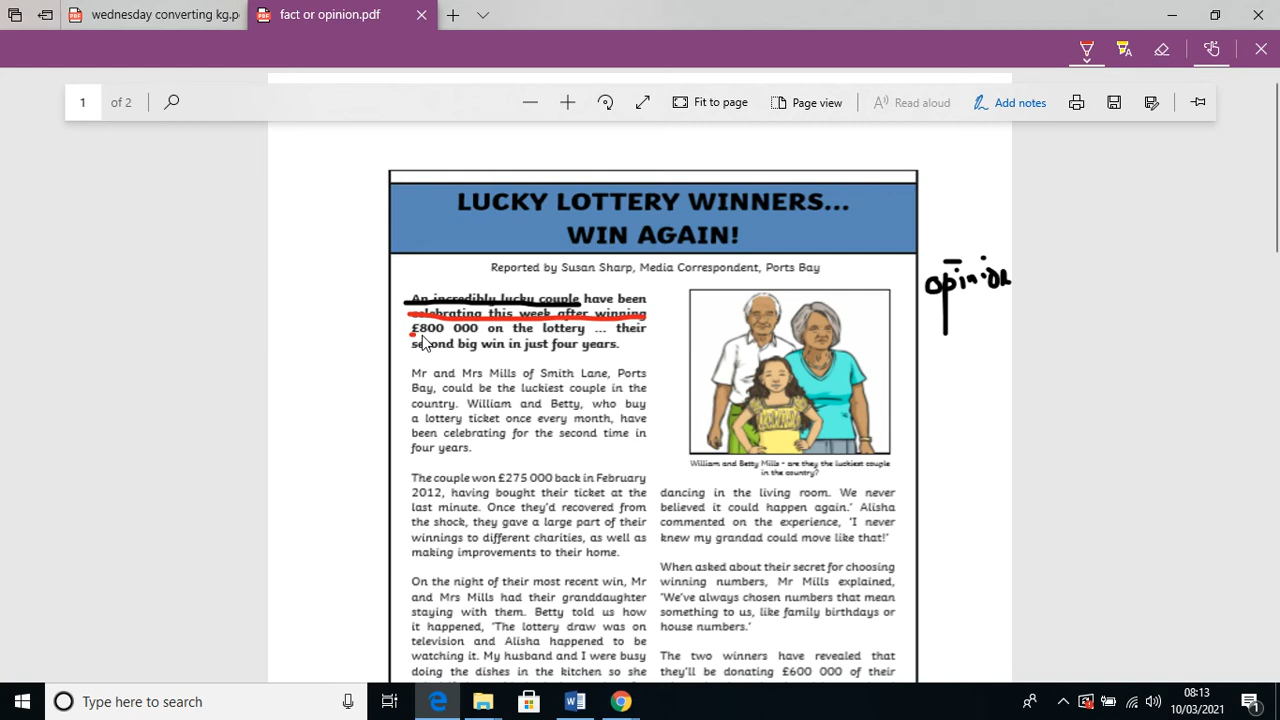 wednesday converting kg.p
fact or opinion.pdf
1 of 2
Fit to page
Page view
Read aloud
Add notes
LUCKY LOTTERY WINNERS...
WIN AGAIN!
Reported by Susan Sharp, Media Correspondent, Ports Bay
opinion
An incredibly lucky couple have been
celebrating this week after winning
£800 000 on the lottery ... their
second big win in just four years.
Mr and Mrs Mills of Smith Lane, Ports
Bay, could be the luckiest couple in the
country. William and Betty, who buy
a lottery ticket once every month, have
been celebrating for the second time in
four years.
The couple won £275 000 back in February
2012, having bought their ticket at the
last minute. Once they'd recovered from
the shock, they gave a large part of their
winnings to different charities, as well as
making improvements to their home.
On the night of their most recent win, Mr
and Mrs Mills had their granddaughter
staying with them. Betty told us how
it happened, 'The lottery draw was on
television and Alisha happened to be
watching it. My husband and I were busy
doing the dishes in the kitchen so she
William and Betty Mills - are they the luckiest couple
in the country?
dancing in the living room. We never
believed it could happen again.' Alisha
commented on the experience, 'I never
knew my grandad could move like that!'
When asked about their secret for choosing
winning numbers, Mr Mills explained,
'We've always chosen numbers that mean
something to us, like family birthdays or
house numbers.'
The two winners have revealed that
they'll be donating £600 000 of their
Type here to search
08:13
10/03/2021